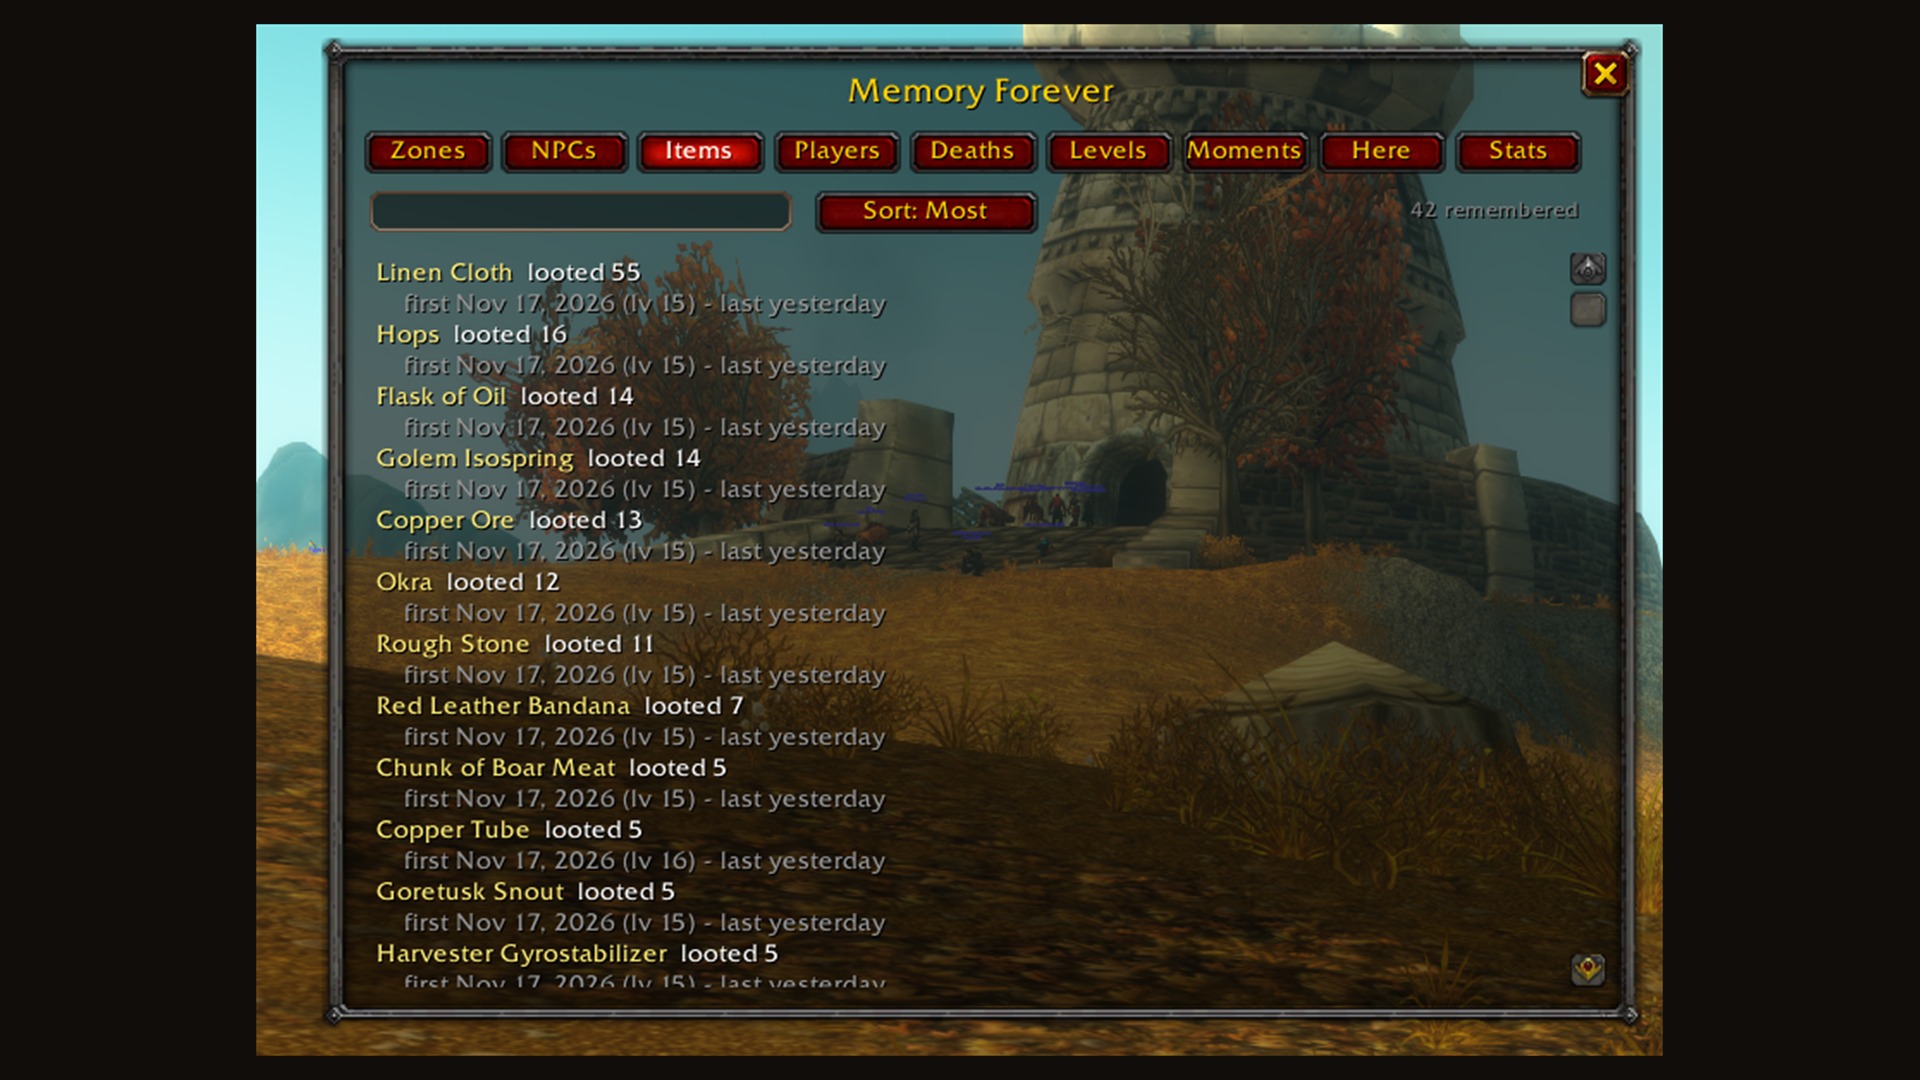 Memory Forever
Zones NPCs Items Players Deaths Levels Moments Here Stats
Sort: Most
42 remembered
Linen Cloth looted 55
first Nov 17, 2026 (lv 15) - last yesterday
Hops looted 16
first Nov 17, 2026 (lv 15) - last yesterday
Flask of Oil looted 14
first Nov 17, 2026 (lv 15) - last yesterday
Golem Isospring looted 14
first Nov 17, 2026 (lv 15) - last yesterday
Copper Ore looted 13
first Nov 17, 2026 (lv 15) - last yesterday
Okra looted 12
first Nov 17, 2026 (lv 15) - last yesterday
Rough Stone looted 11
first Nov 17, 2026 (lv 15) - last yesterday
Red Leather Bandana looted 7
first Nov 17, 2026 (lv 15) - last yesterday
Chunk of Boar Meat looted 5
first Nov 17, 2026 (lv 15) - last yesterday
Copper Tube looted 5
first Nov 17, 2026 (lv 16) - last yesterday
Goretusk Snout looted 5
first Nov 17, 2026 (lv 15) - last yesterday
Harvester Gyrostabilizer looted 5
first Nov 17, 2026 (lv 15) - last yesterday